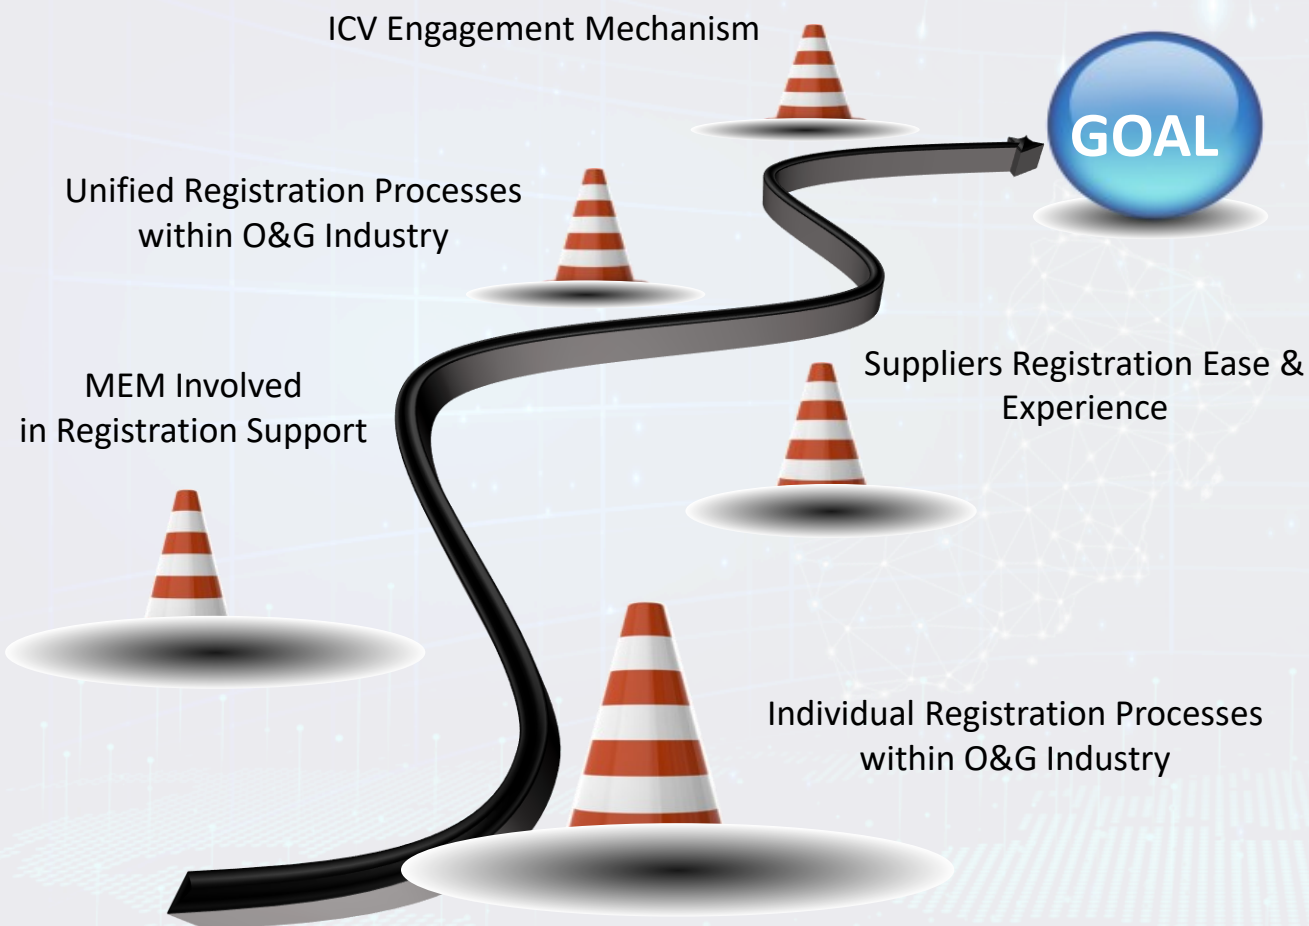 ICV Engagement Mechanism
GOAL
Unified Registration Processes
within O&G Industry
Suppliers Registration Ease &
Experience
MEM Involved
in Registration Support
Individual Registration Processes
within O&G Industry